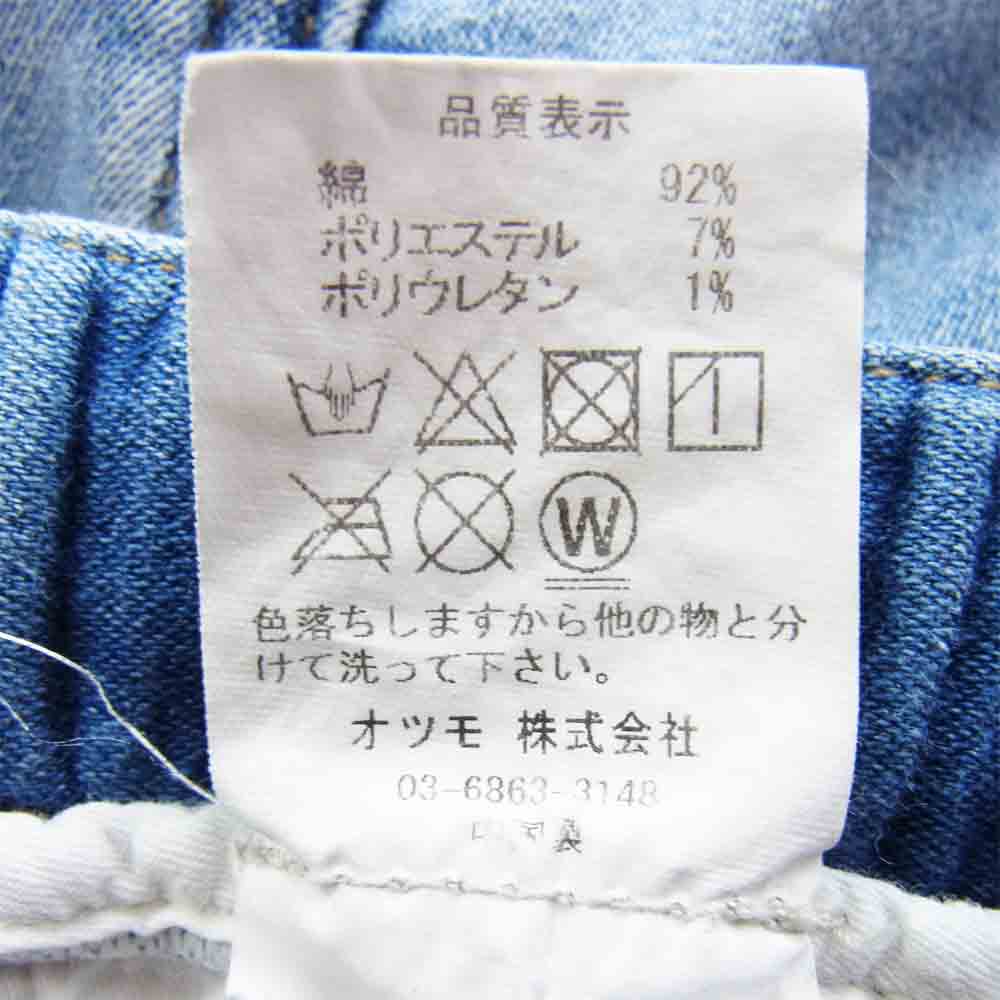 品質表示
綿 92%
ポリエステル 7%
ポリウレタン 1%
W
色落ちしますから他の物と分
けて洗って下さい。
オツモ 株式会社
03-6863-3148